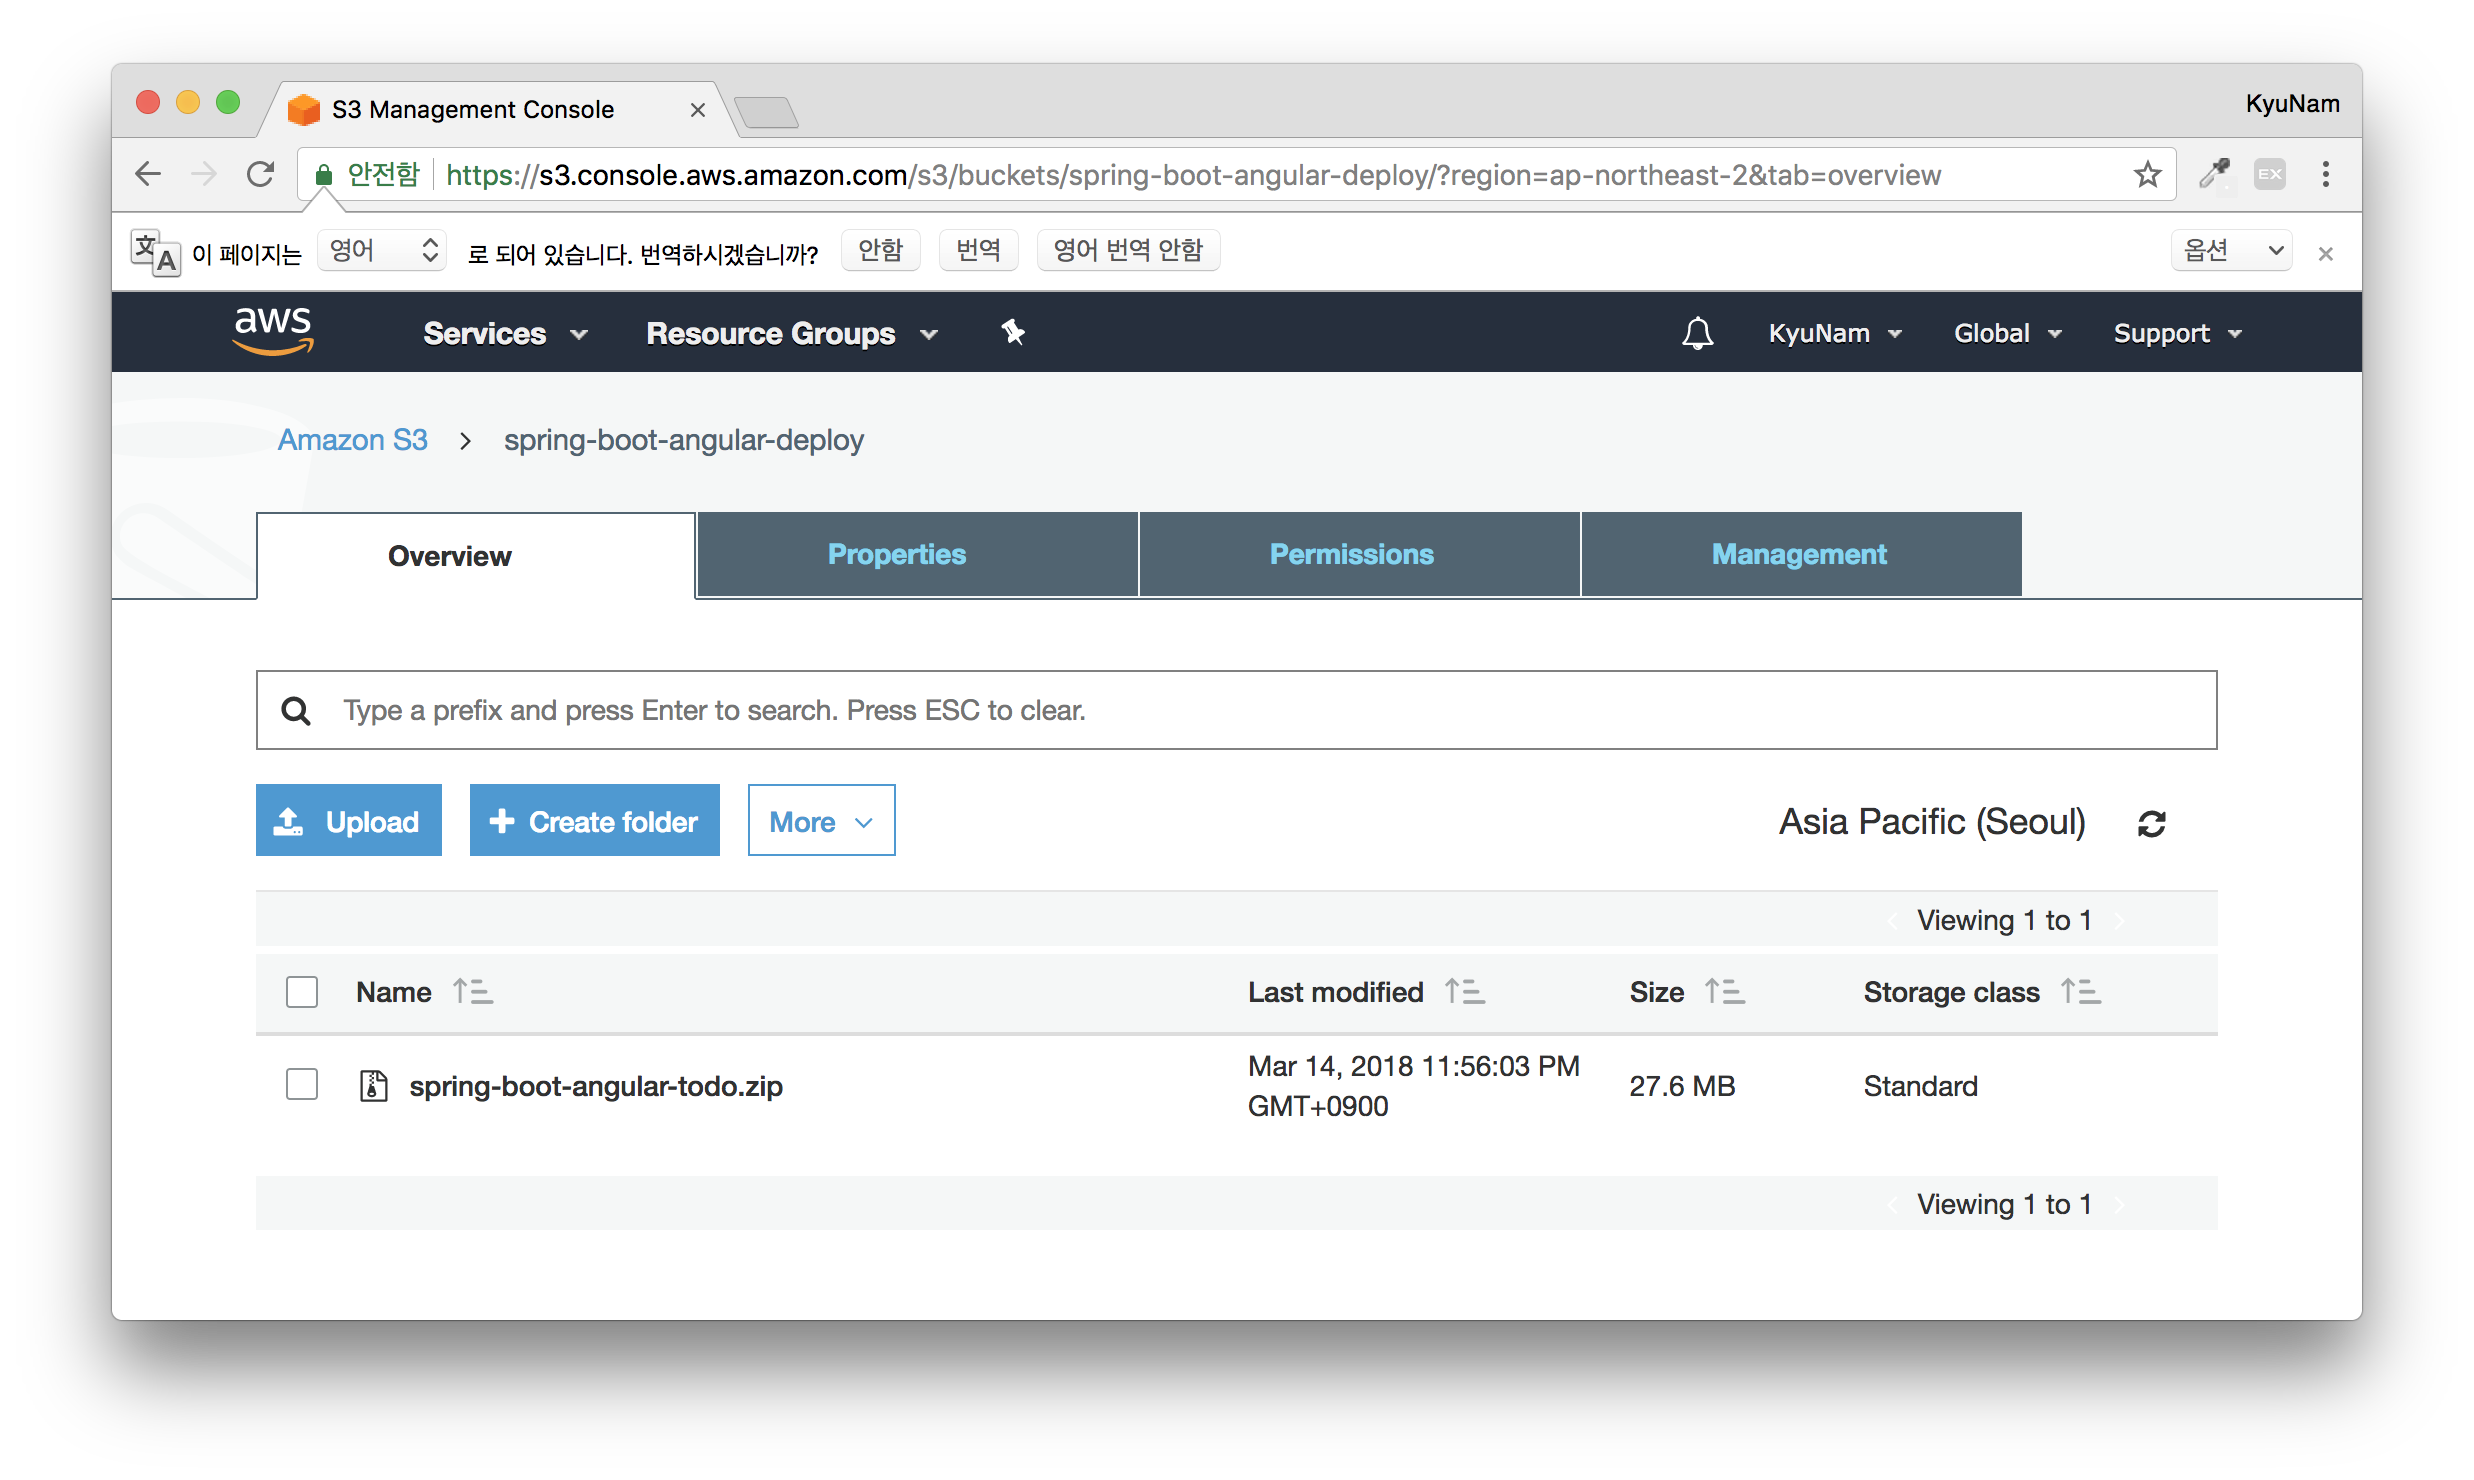 S3 Management Console
KyuNam
안전함 https://s3.console.aws.amazon.com/s3/buckets/spring-boot-angular-deploy/?region=ap-northeast-2&tab=overview
EX
文A 이 페이지는 영어 로 되어 있습니다. 번역하시겠습니까? 안함 번역 영어 번역 안함 옵션
aws Services Resource Groups KyuNam Global Support
Amazon S3 > spring-boot-angular-deploy
Overview Properties Permissions Management
Type a prefix and press Enter to search. Press ESC to clear.
Upload Create folder More Asia Pacific (Seoul)
Viewing 1 to 1
Name Last modified Size Storage class
spring-boot-angular-todo.zip Mar 14, 2018 11:56:03 PM GMT+0900 27.6 MB Standard
Viewing 1 to 1